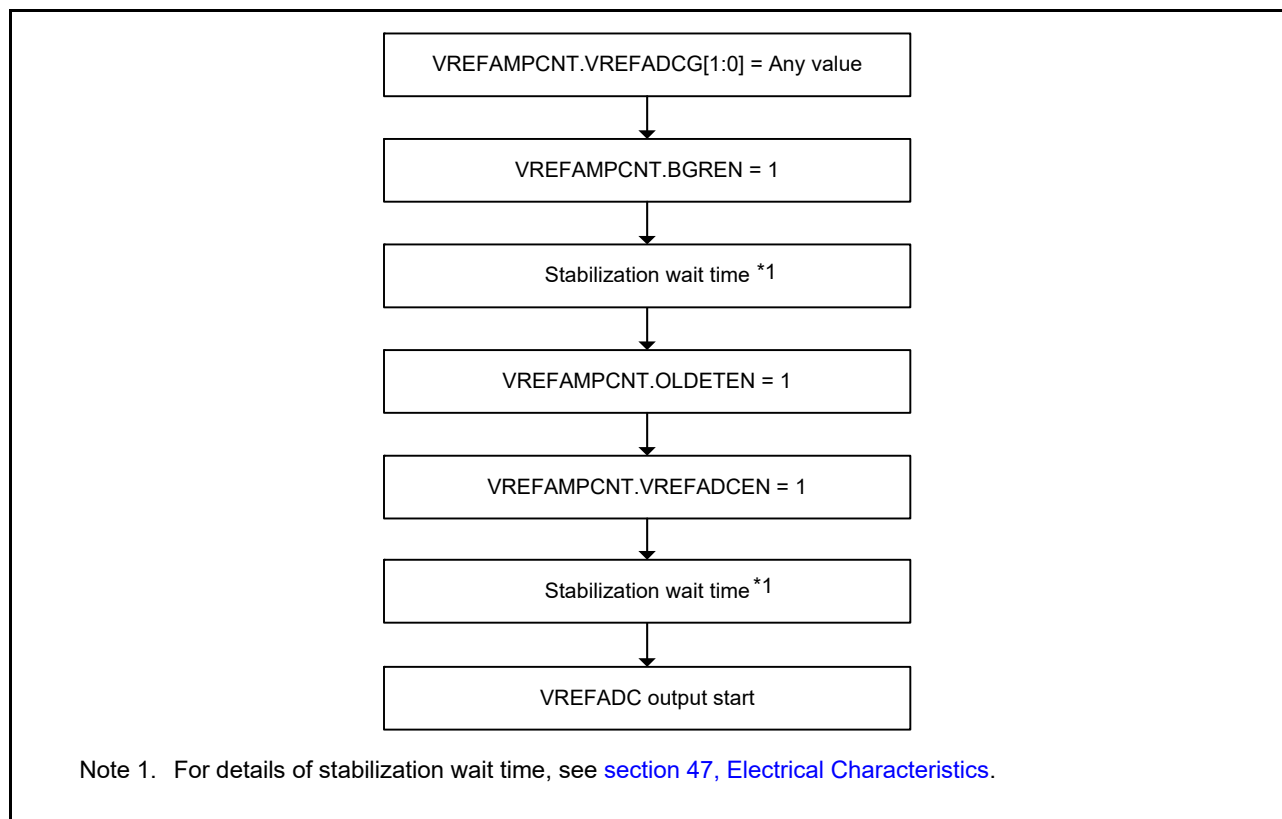 VREFAMPCNT.VREFADCG[1:0] = Any value
VREFAMPCNT.BGREN = 1
Stabilization wait time *1
VREFAMPCNT.OLDETEN = 1
VREFAMPCNT.VREFADCEN = 1
Stabilization wait time *1
VREFADC output start
Note 1. For details of stabilization wait time, see section 47, Electrical Characteristics.